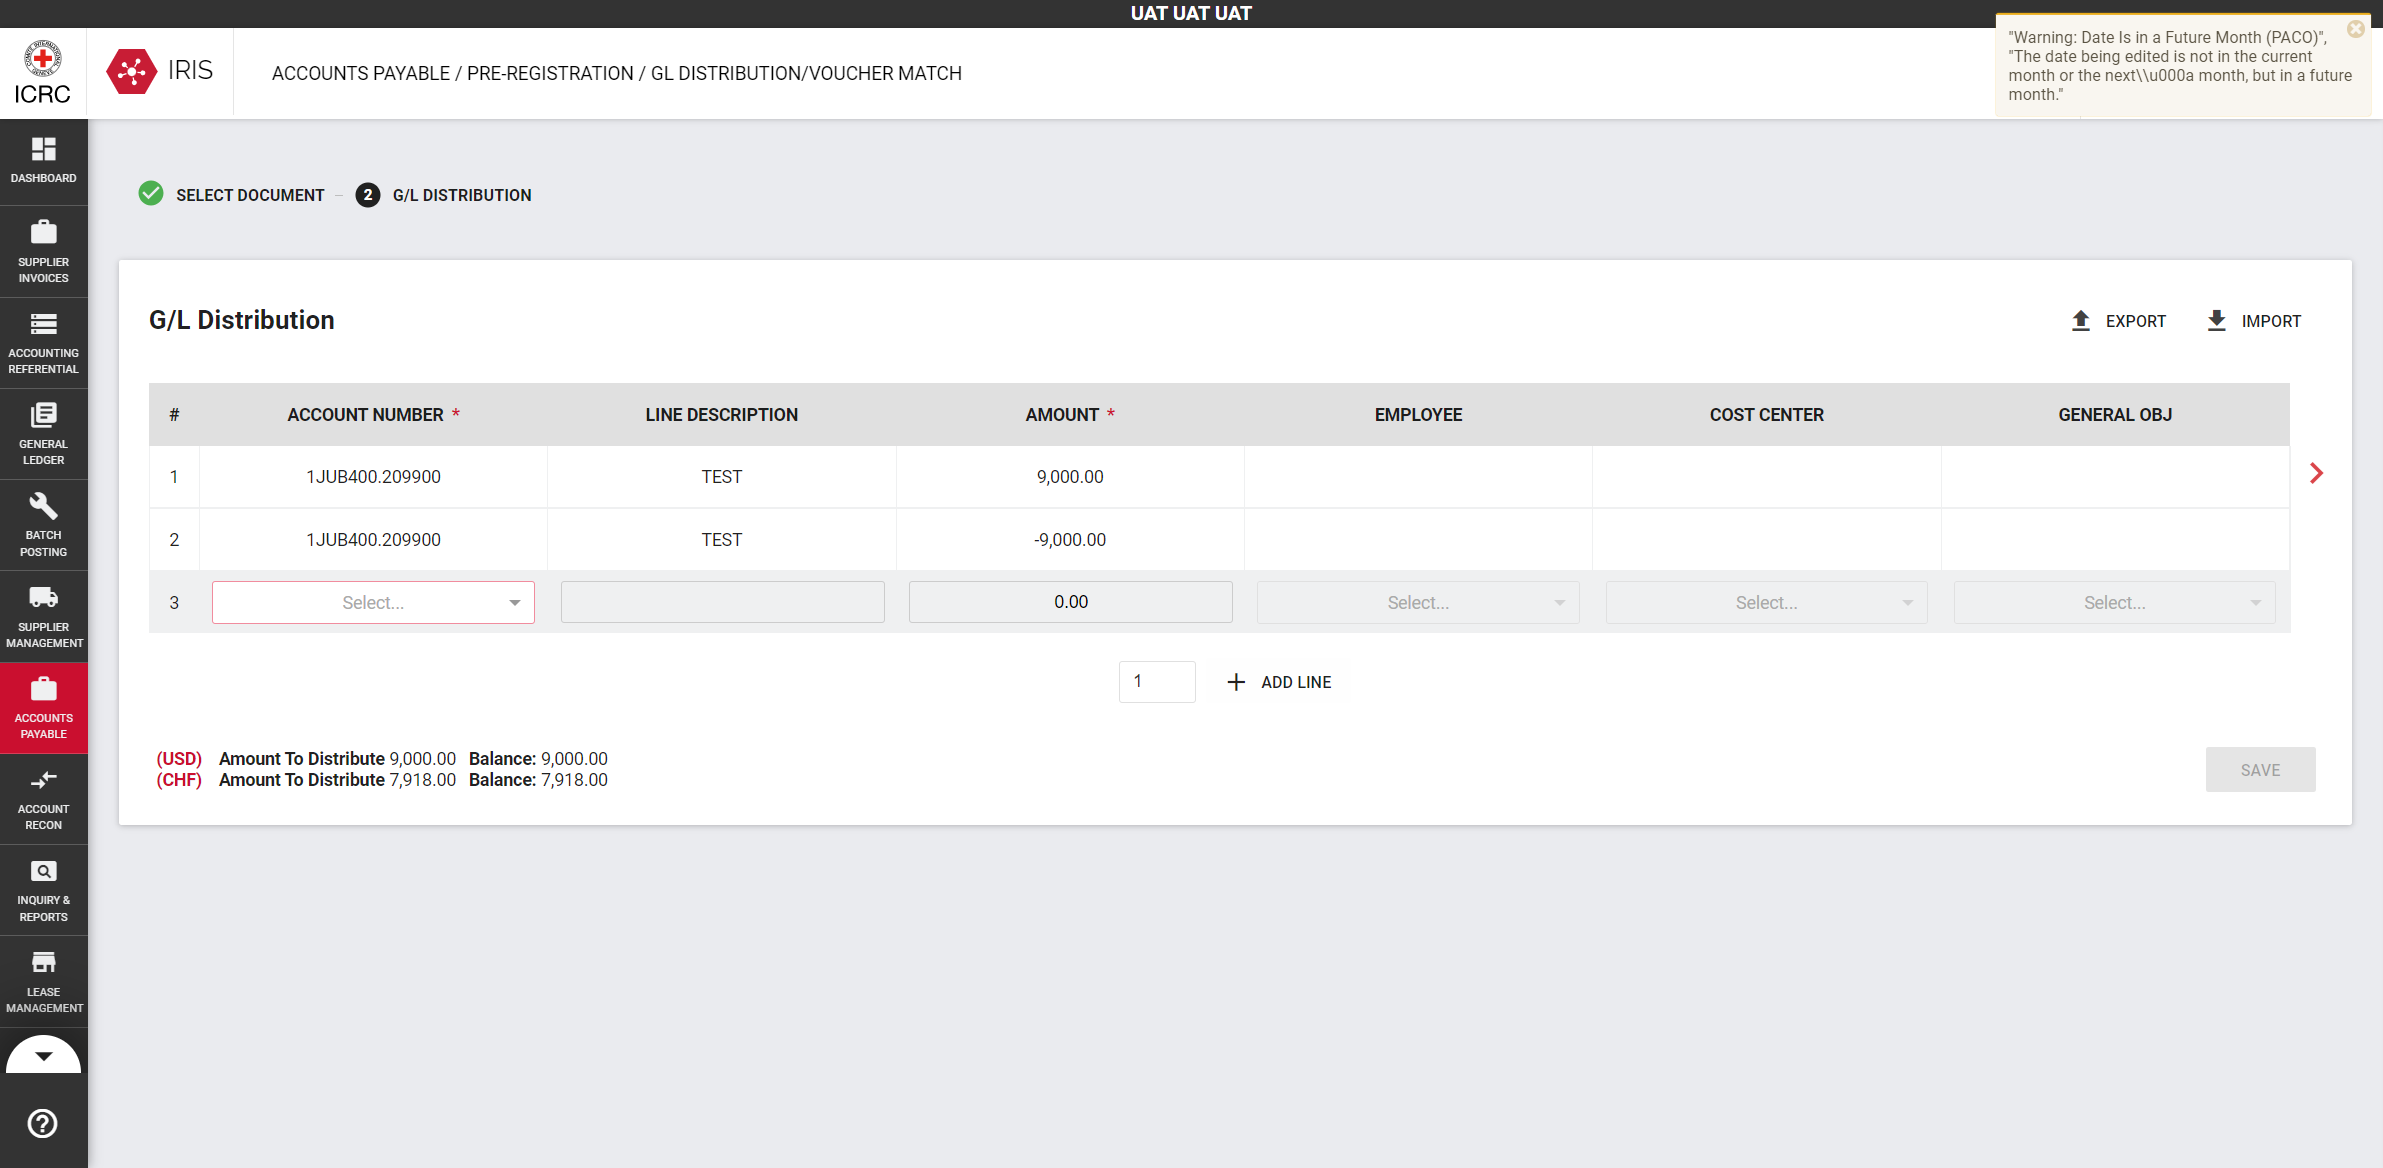 UAT UAT UAT
"Warning: Date Is in a Future Month (PACO)",
"The date being edited is not in the current
month or the next\\u000a month, but in a future
month."
ICRC
IRIS
ACCOUNTS PAYABLE / PRE-REGISTRATION / GL DISTRIBUTION/VOUCHER MATCH
DASHBOARD
SUPPLIER
INVOICES
ACCOUNTING
REFERENTIAL
GENERAL
LEDGER
BATCH
POSTING
SUPPLIER
MANAGEMENT
ACCOUNTS
PAYABLE
ACCOUNT
RECON
INQUIRY &
REPORTS
LEASE
MANAGEMENT
SELECT DOCUMENT
2 G/L DISTRIBUTION
G/L Distribution
EXPORT IMPORT
# ACCOUNT NUMBER * LINE DESCRIPTION AMOUNT * EMPLOYEE COST CENTER GENERAL OBJ
1 1JUB400.209900 TEST 9,000.00
2 1JUB400.209900 TEST -9,000.00
3 Select... 0.00 Select... Select... Select...
1 ADD LINE
(USD) Amount To Distribute 9,000.00 Balance: 9,000.00
(CHF) Amount To Distribute 7,918.00 Balance: 7,918.00
SAVE